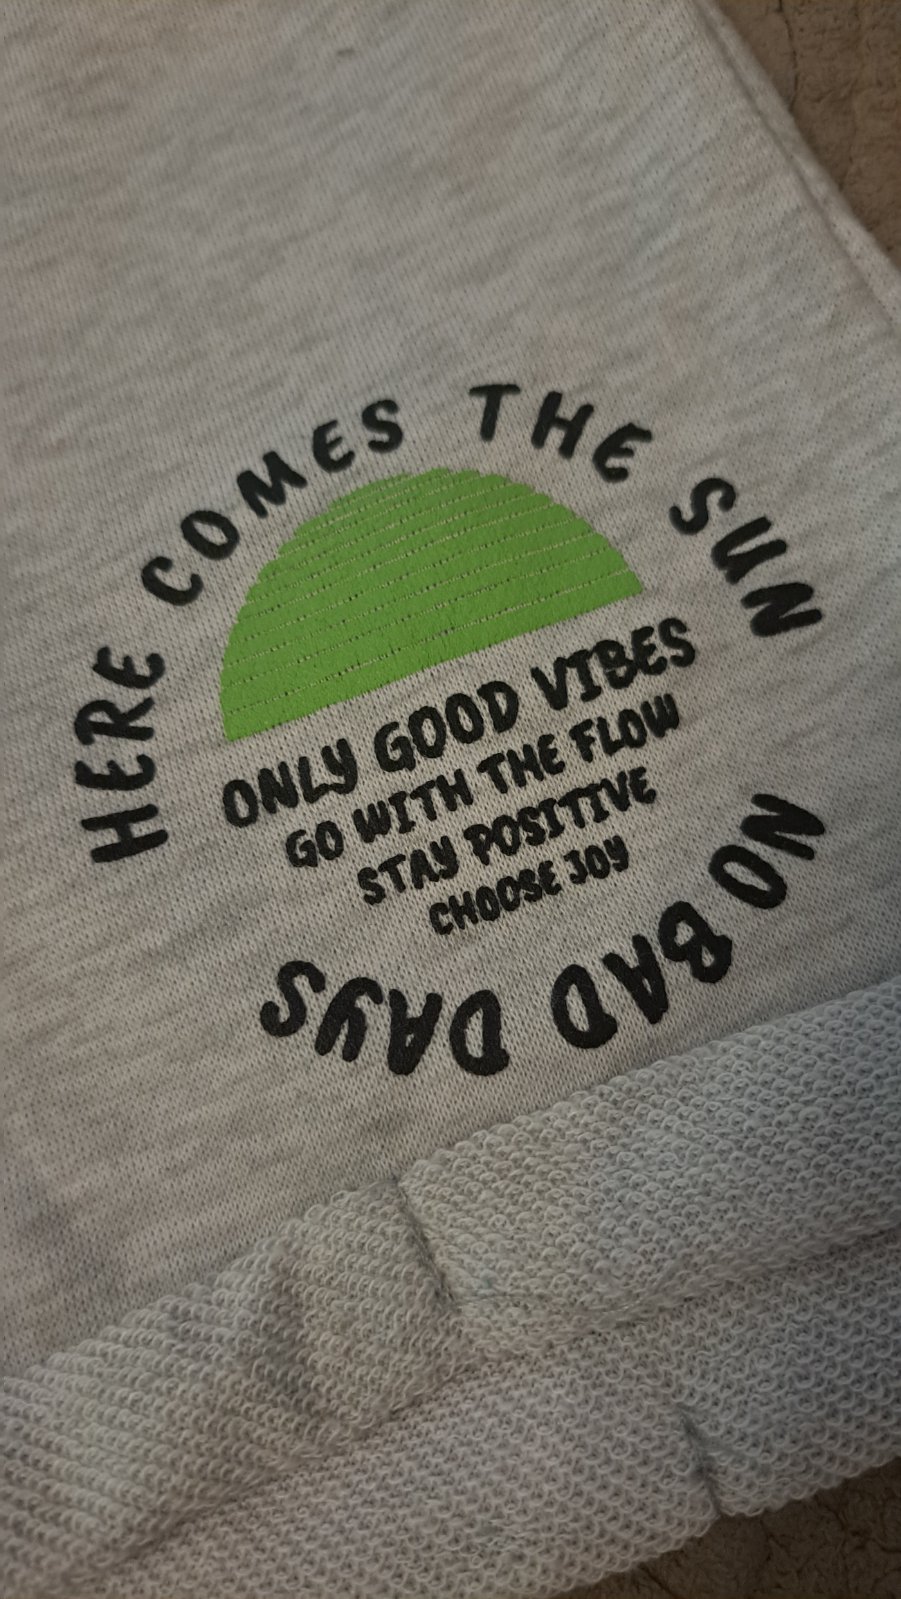 HERE COMES THE SUN
ONLY GOOD VIBES
GO WITH THE FLOW
STAY POSITIVE
CHOOSE JOY
NO BAD DAYS